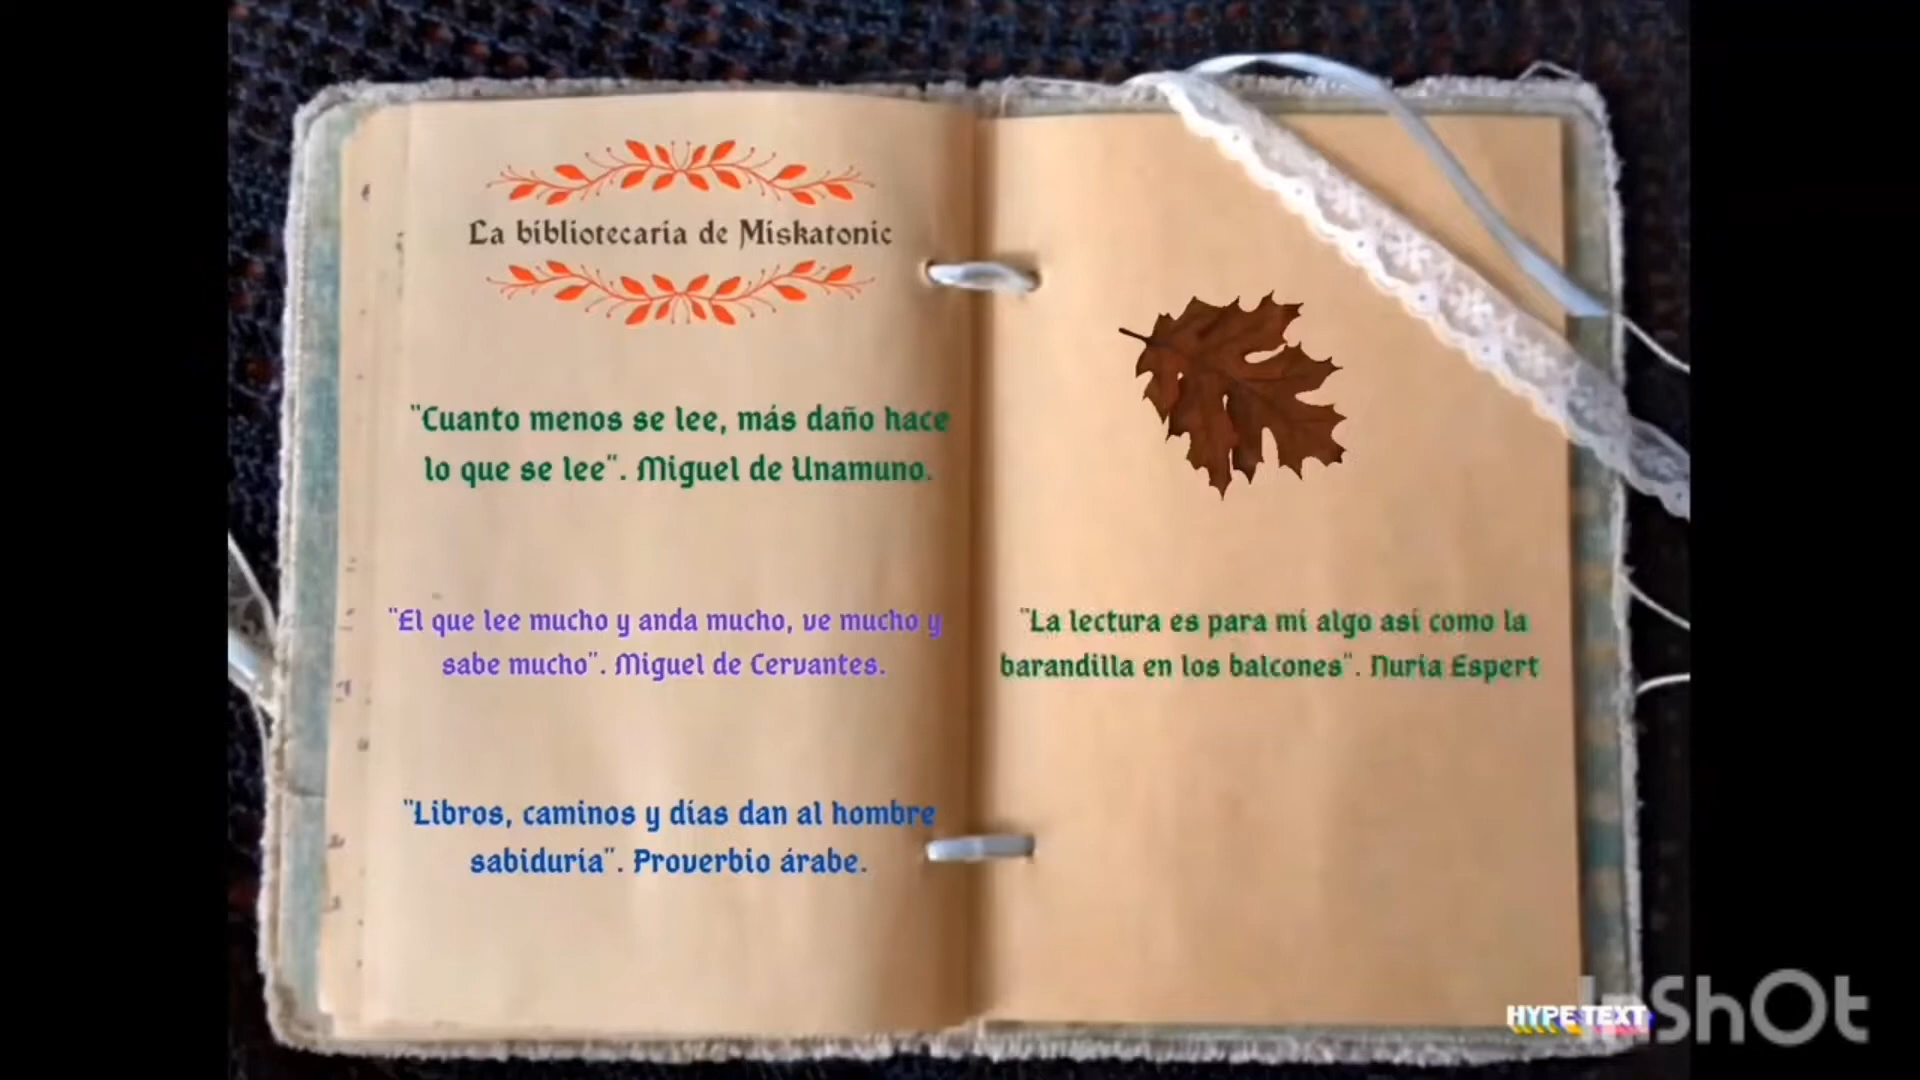 La bibliotecaria de Miskatonic
"Cuanto menos se lee, más daño hace
lo que se lee". Miguel de Unamuno.
"El que lee mucho y anda mucho, ve mucho y
sabe mucho". Miguel de Cervantes.
"Libros, caminos y días dan al hombre
sabiduría". Proverbio árabe.
"La lectura es para mí algo así como la
barandilla en los balcones". Nuria Espert
HYPE TEXT
InShOt